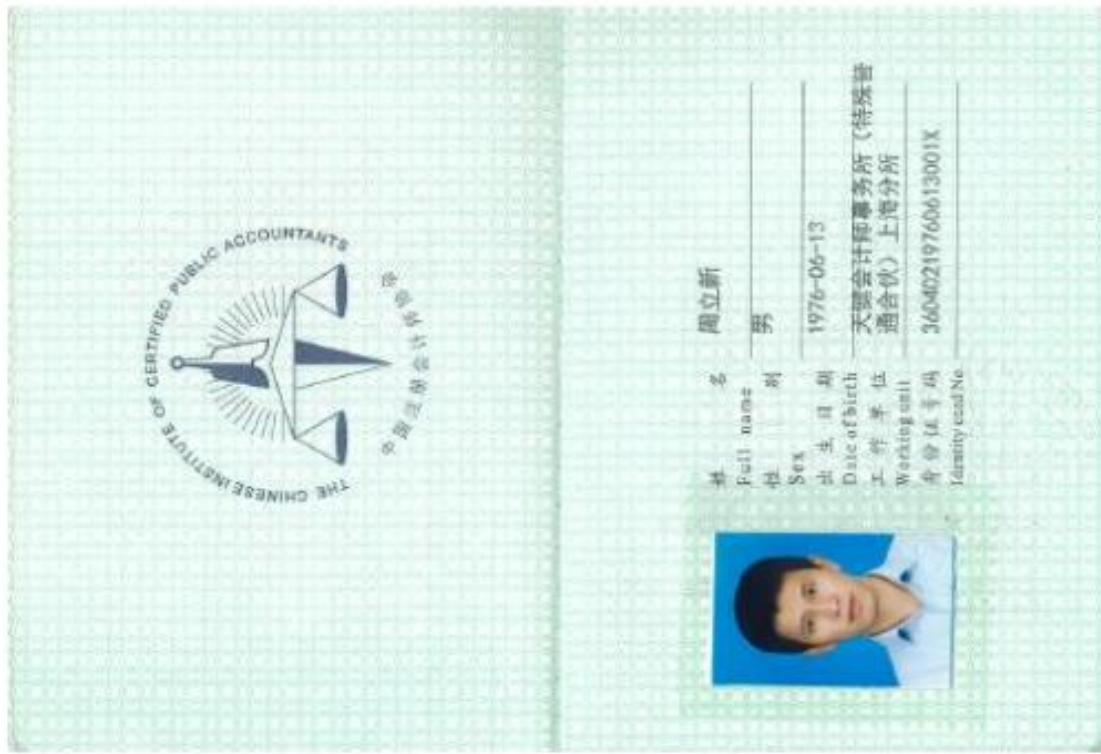 THE CHINESE INSTITUTE OF CERTIFIED PUBLIC ACCOUNTANTS
中国注册会计师协会
姓名 周立新
Full name
性别 男
Sex
出生日期 1976-06-13
Date of birth
工作单位 天健会计师事务所（特殊普
Working unit 通合伙）上海分所
身份证号码 36040219760613001X
Identity card No